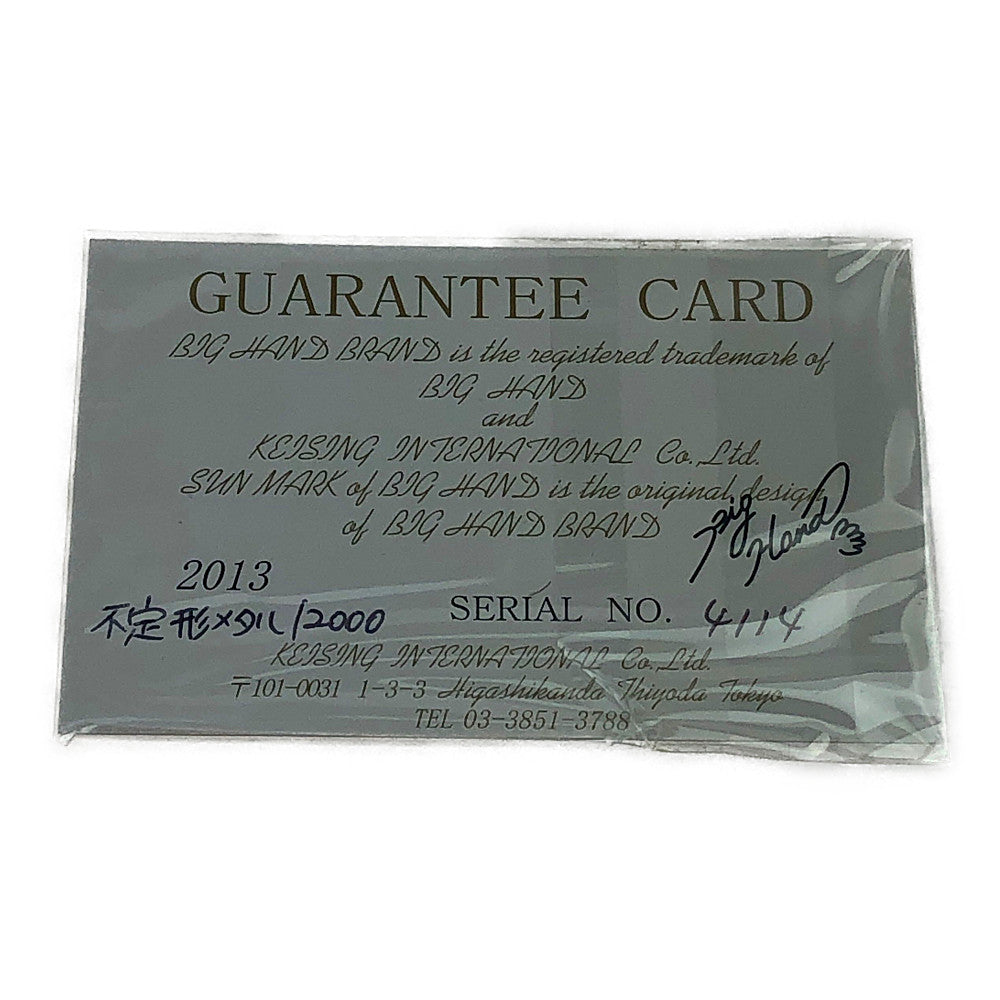 GUARANTEE CARD
BIG HAND BRAND is the registered trademark of
BIG HAND
and
KEISING INTERNATIONAL Co.,Ltd.
SUN MARK of BIG HAND is the original design
of BIG HAND BRAND
Big Hand
2013
不定形メタル/12000
SERIAL NO. 4114
KEISING INTERNATIONAL Co.,Ltd.
〒101-0031 1-3-3 Higashikanda Thiyoda Tokyo
TEL 03-3851-3788